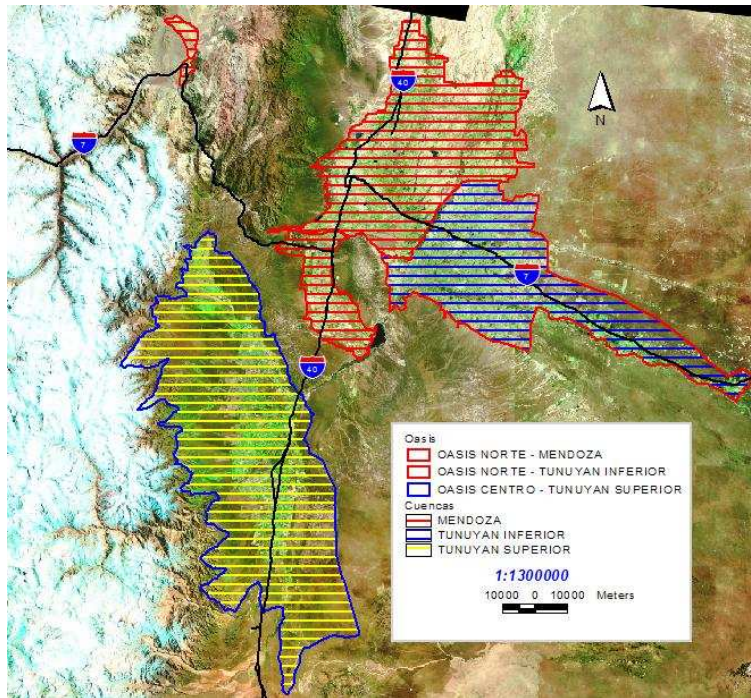 40
7
N
7
40
Oasis
OASIS NORTE - MENDOZA
OASIS NORTE - TUNUYAN INFERIOR
OASIS CENTRO - TUNUYAN SUPERIOR
Cuencas
MENDOZA
TUNUYAN INFERIOR
TUNUYAN SUPERIOR
1:1300000
10000 0 10000 Meters